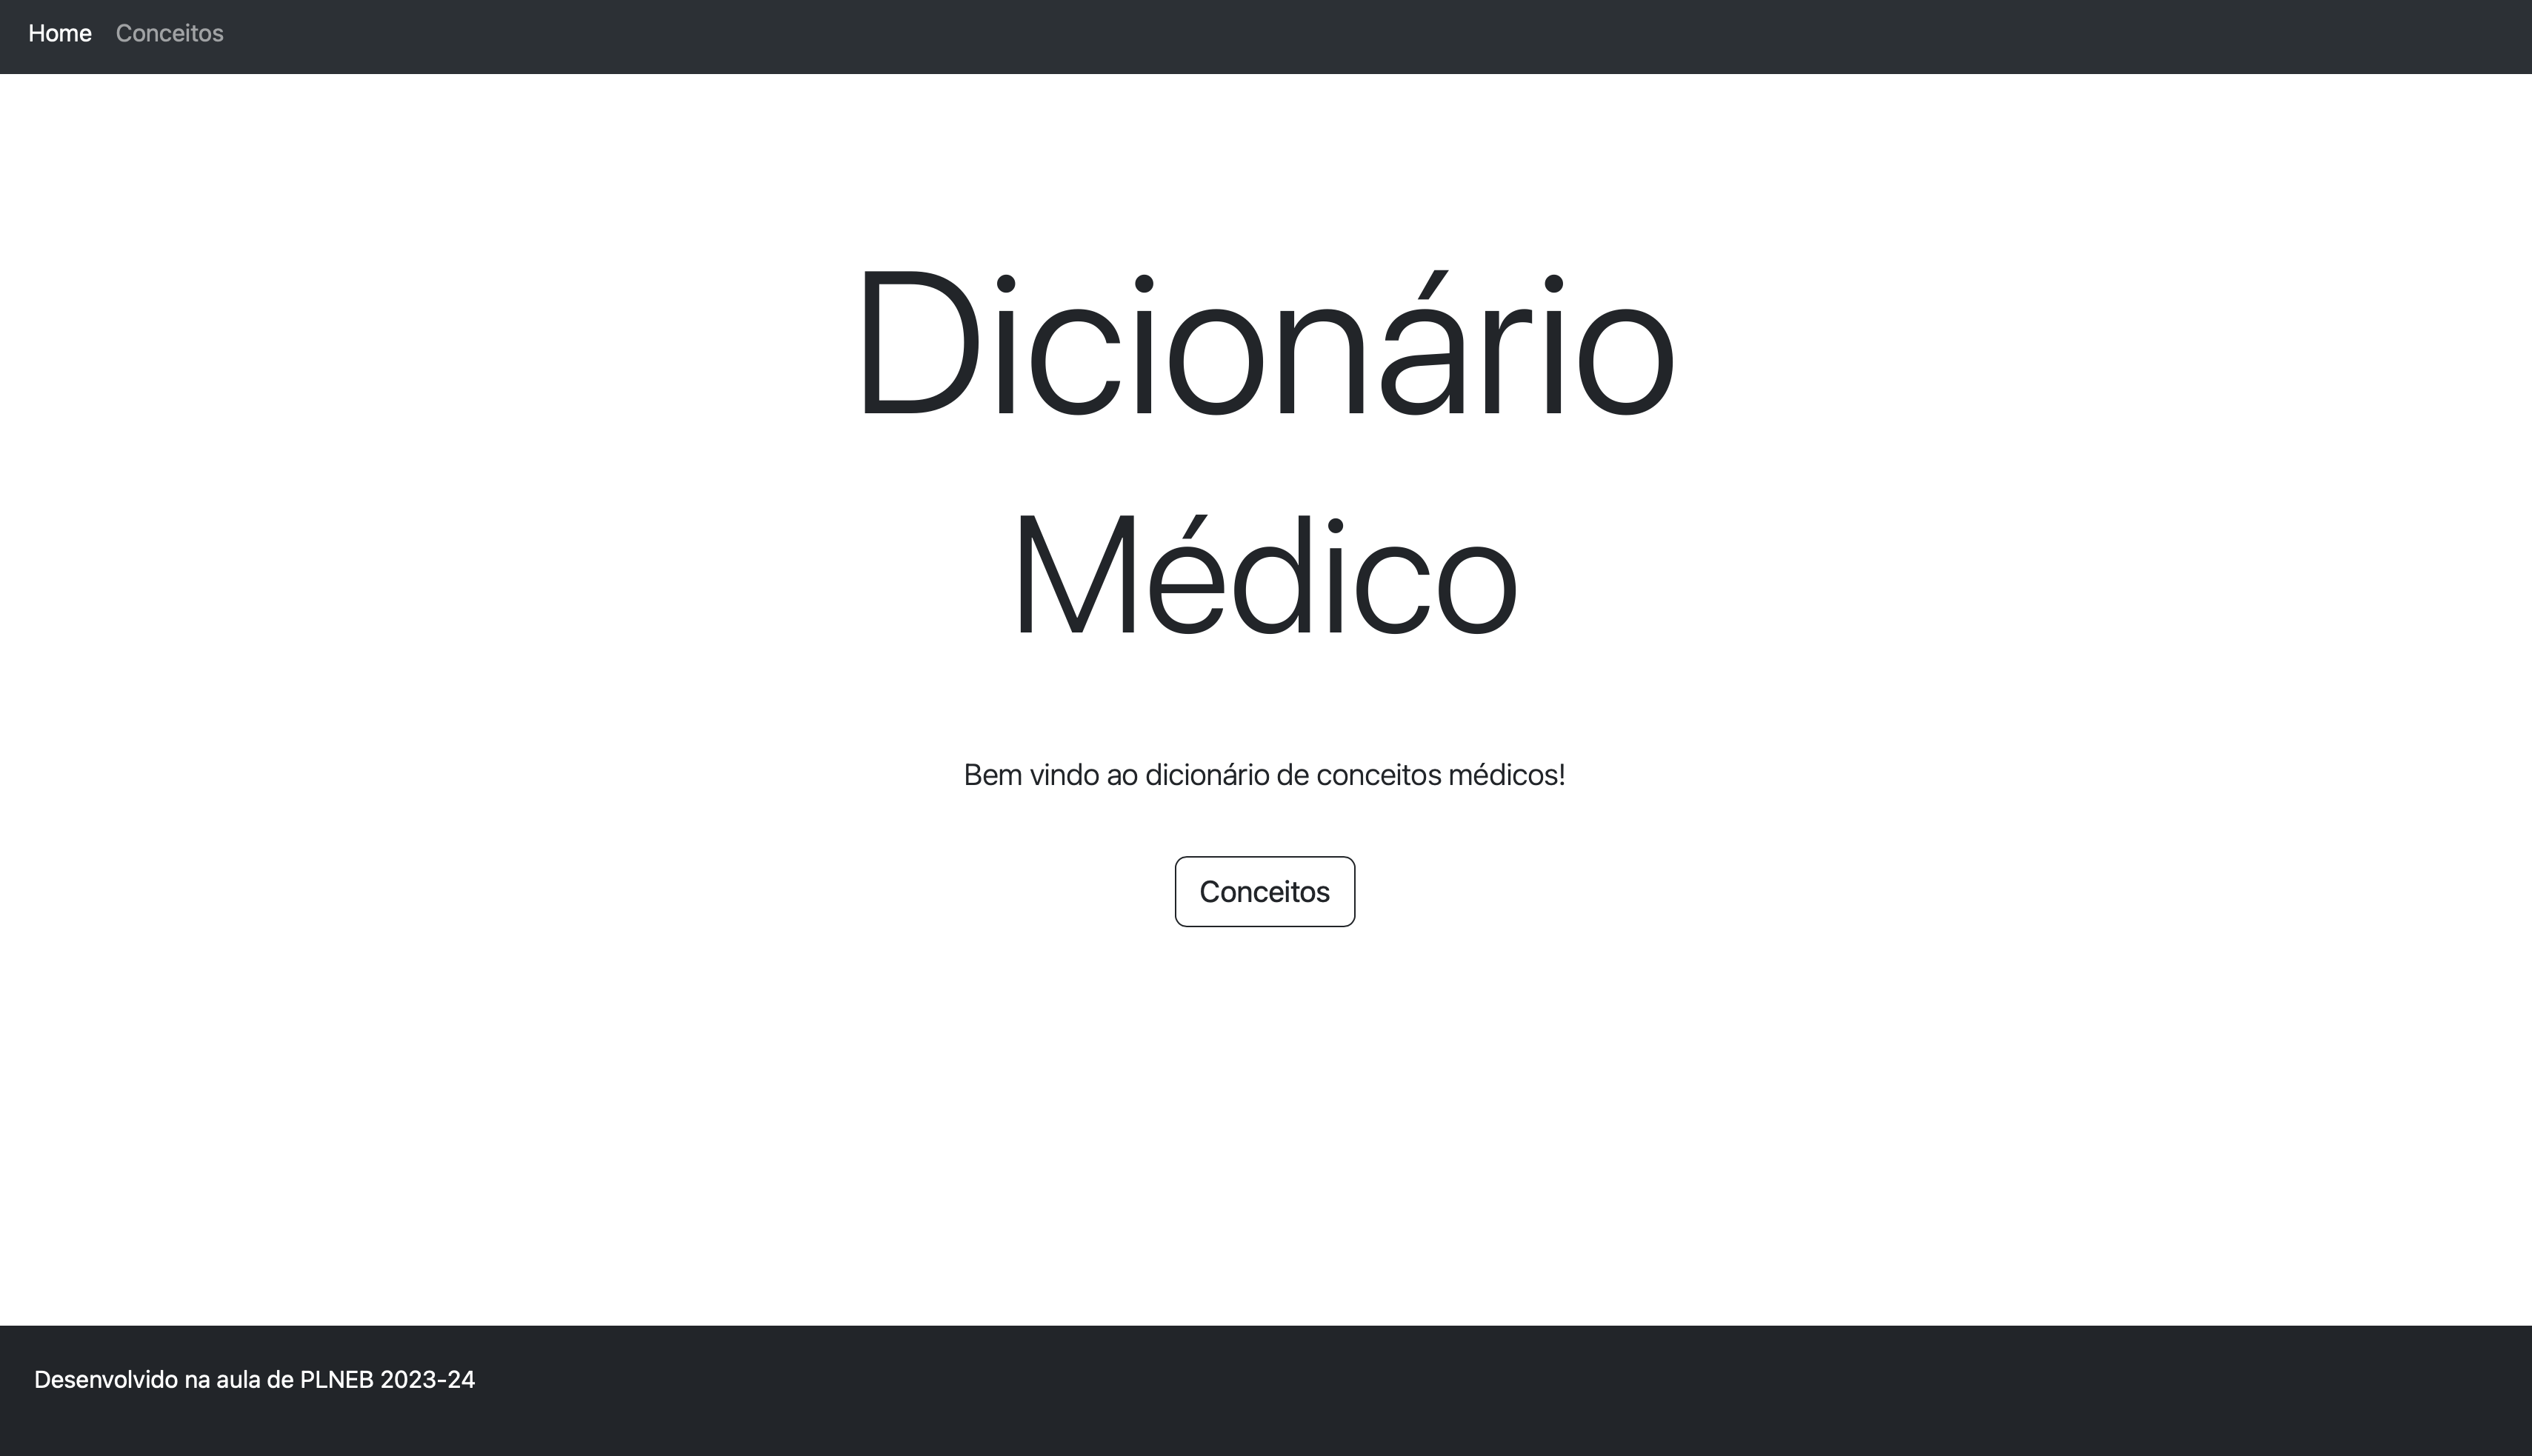 Home Conceitos
Dicionário
Médico
Bem vindo ao dicionário de conceitos médicos!
Conceitos
Desenvolvido na aula de PLNEB 2023-24